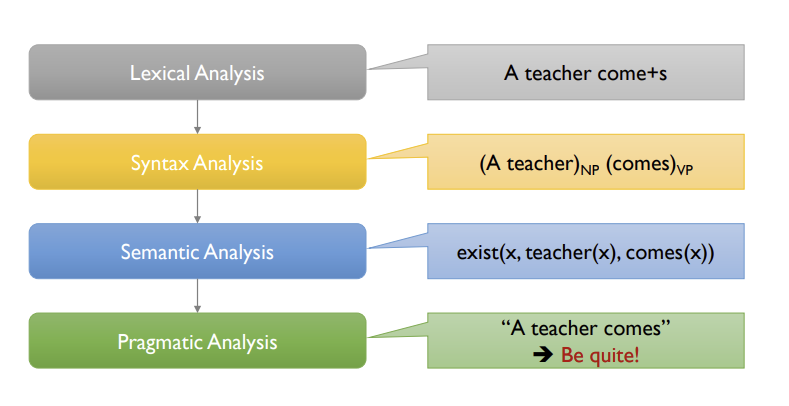 Lexical Analysis
A teacher come+s
Syntax Analysis
(A teacher)NP (comes)VP
Semantic Analysis
exist(x, teacher(x), comes(x))
Pragmatic Analysis
“A teacher comes”
➔ Be quite!